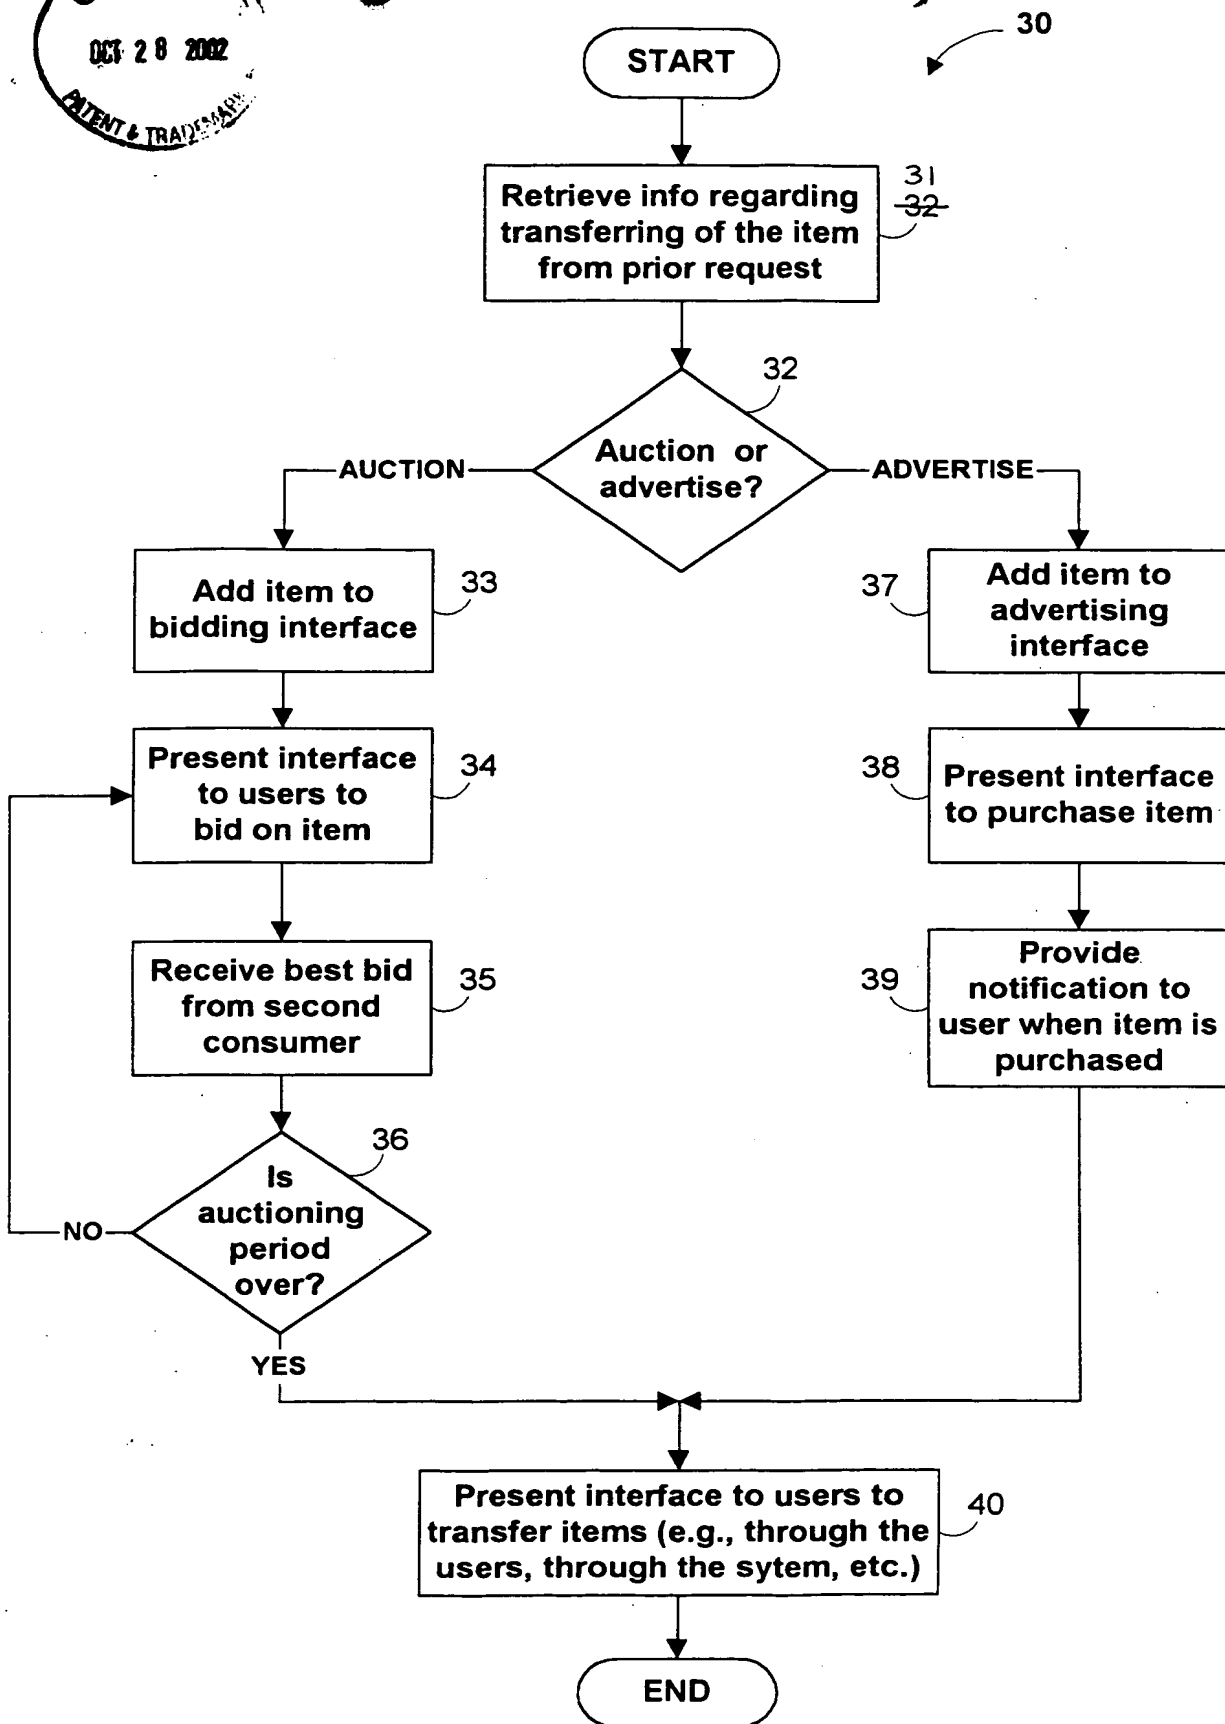 OCT 28 2002
PATENT & TRADEMARK
30
START
Retrieve info regarding
transferring of the item
from prior request
31
32
32
Auction or
advertise?
AUCTION
ADVERTISE
Add item to
bidding interface
33
37
Add item to
advertising
interface
Present interface
to users to
bid on item
34
38
Present interface
to purchase item
Receive best bid
from second
consumer
35
39
Provide
notification to
user when item is
purchased
36
Is
auctioning
period
over?
NO
YES
Present interface to users to
transfer items (e.g., through the
users, through the sytem, etc.)
40
END